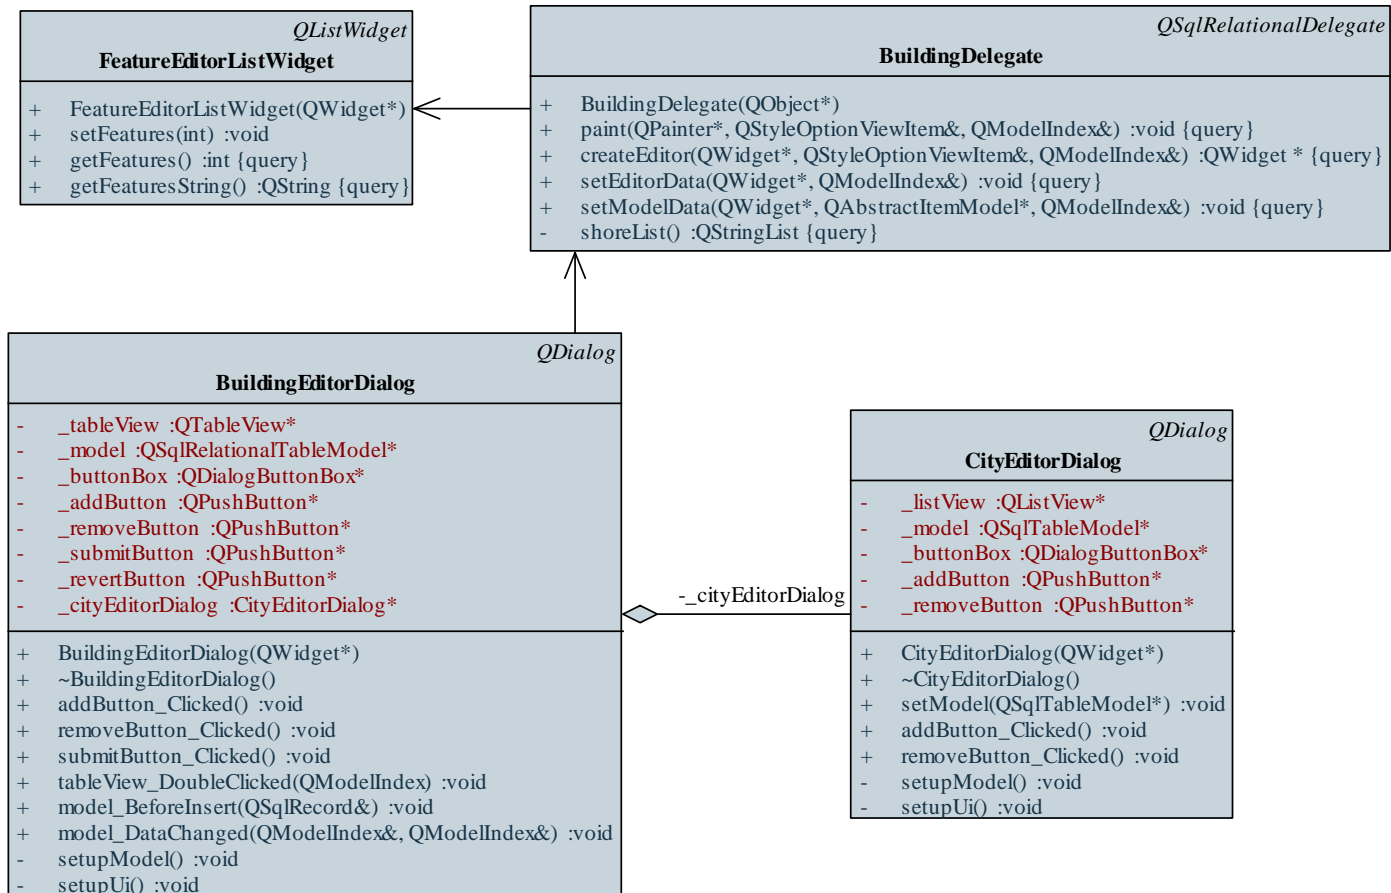 QListWidget
FeatureEditorListWidget
+ FeatureEditorListWidget(QWidget*)
+ setFeatures(int) :void
+ getFeatures() :int {query}
+ getFeaturesString() :QString {query}
QSqlRelationalDelegate
BuildingDelegate
+ BuildingDelegate(QObject*)
+ paint(QPainter*, QStyleOptionViewItem&, QModelIndex&) :void {query}
+ createEditor(QWidget*, QStyleOptionViewItem&, QModelIndex&) :QWidget * {query}
+ setEditorData(QWidget*, QModelIndex&) :void {query}
+ setModelData(QWidget*, QAbstractItemModel*, QModelIndex&) :void {query}
- shoreList() :QStringList {query}
QDialog
BuildingEditorDialog
- _tableView :QTableView*
- _model :QSqlRelationalTableModel*
- _buttonBox :QDialogButtonBox*
- _addButton :QPushButton*
- _removeButton :QPushButton*
- _submitButton :QPushButton*
- _revertButton :QPushButton*
- _cityEditorDialog :CityEditorDialog*
+ BuildingEditorDialog(QWidget*)
+ ~BuildingEditorDialog()
+ addButton_Clicked() :void
+ removeButton_Clicked() :void
+ submitButton_Clicked() :void
+ tableView_DoubleClicked(QModelIndex) :void
+ model_BeforeInsert(QSqlRecord&) :void
+ model_DataChanged(QModelIndex&, QModelIndex&) :void
- setupModel() :void
- setupUi() :void
-_cityEditorDialog
QDialog
CityEditorDialog
- _listView :QListView*
- _model :QSqlTableModel*
- _buttonBox :QDialogButtonBox*
- _addButton :QPushButton*
- _removeButton :QPushButton*
+ CityEditorDialog(QWidget*)
+ ~CityEditorDialog()
+ setModel(QSqlTableModel*) :void
+ addButton_Clicked() :void
+ removeButton_Clicked() :void
- setupModel() :void
- setupUi() :void